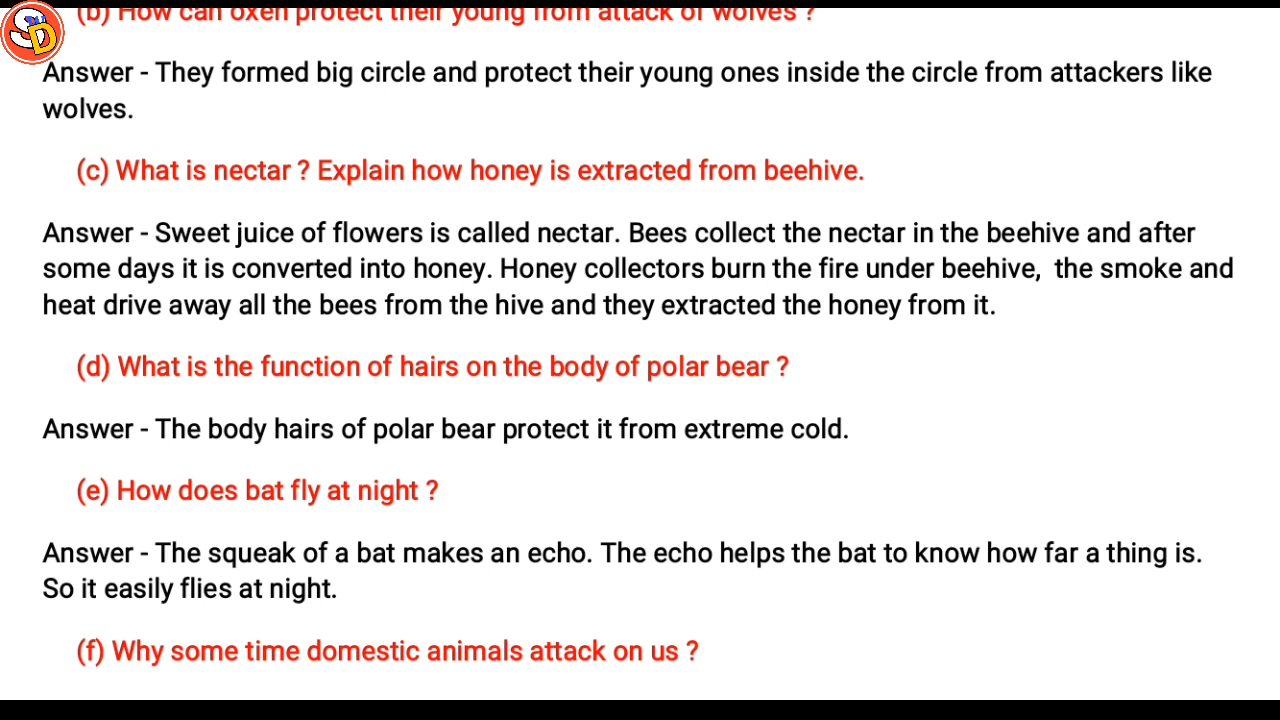 SD
(b) How can oxen protect their young from attack of wolves ?
Answer - They formed big circle and protect their young ones inside the circle from attackers like
wolves.
(c) What is nectar ? Explain how honey is extracted from beehive.
Answer - Sweet juice of flowers is called nectar. Bees collect the nectar in the beehive and after
some days it is converted into honey. Honey collectors burn the fire under beehive, the smoke and
heat drive away all the bees from the hive and they extracted the honey from it.
(d) What is the function of hairs on the body of polar bear ?
Answer - The body hairs of polar bear protect it from extreme cold.
(e) How does bat fly at night ?
Answer - The squeak of a bat makes an echo. The echo helps the bat to know how far a thing is.
So it easily flies at night.
(f) Why some time domestic animals attack on us ?